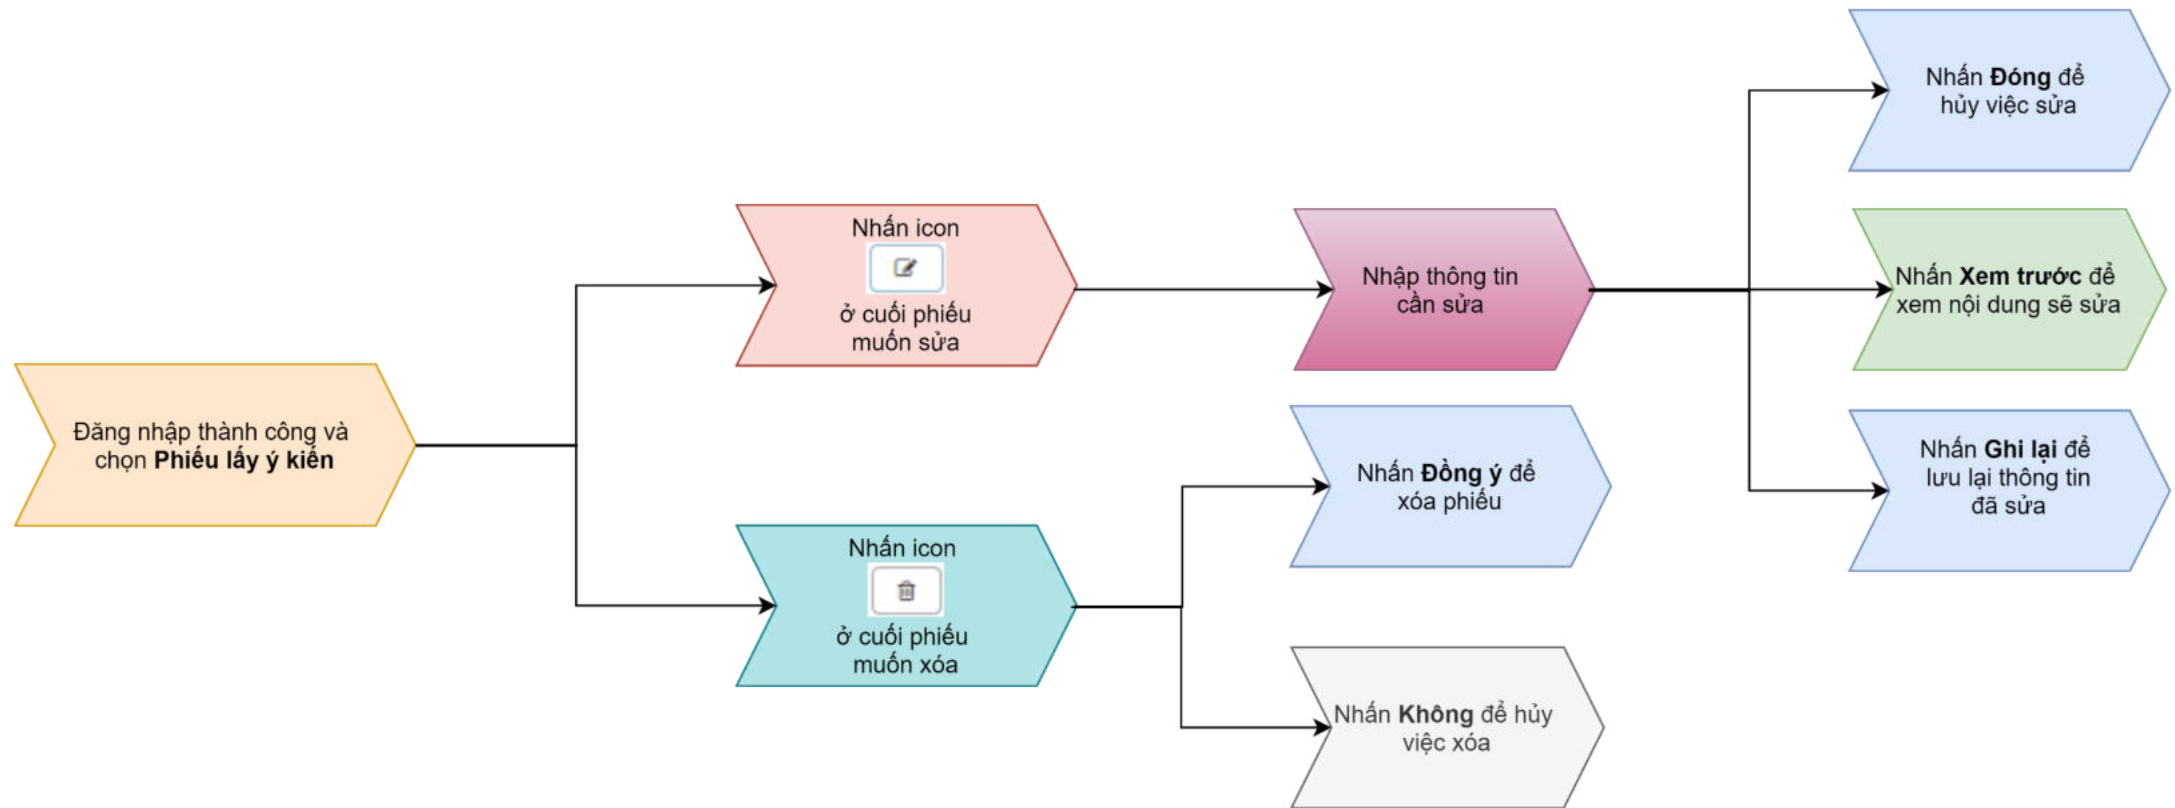 Đăng nhập thành công và
chọn Phiếu lấy ý kiến
Nhấn icon
ở cuối phiếu
muốn sửa
Nhập thông tin
cần sửa
Nhấn Đóng để
hủy việc sửa
Nhấn Xem trước để
xem nội dung sẽ sửa
Nhấn Ghi lại để
lưu lại thông tin
đã sửa
Nhấn icon
ở cuối phiếu
muốn xóa
Nhấn Đồng ý để
xóa phiếu
Nhấn Không để hủy
việc xóa